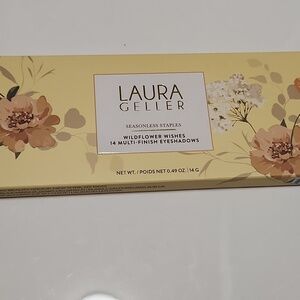 LAURA
GELLER
SEASONLESS STAPLES
WILDFLOWER WISHES
14 MULTI-FINISH EYESHADOWS
NET WT. / POIDS NET 0.49 OZ. | 14 G